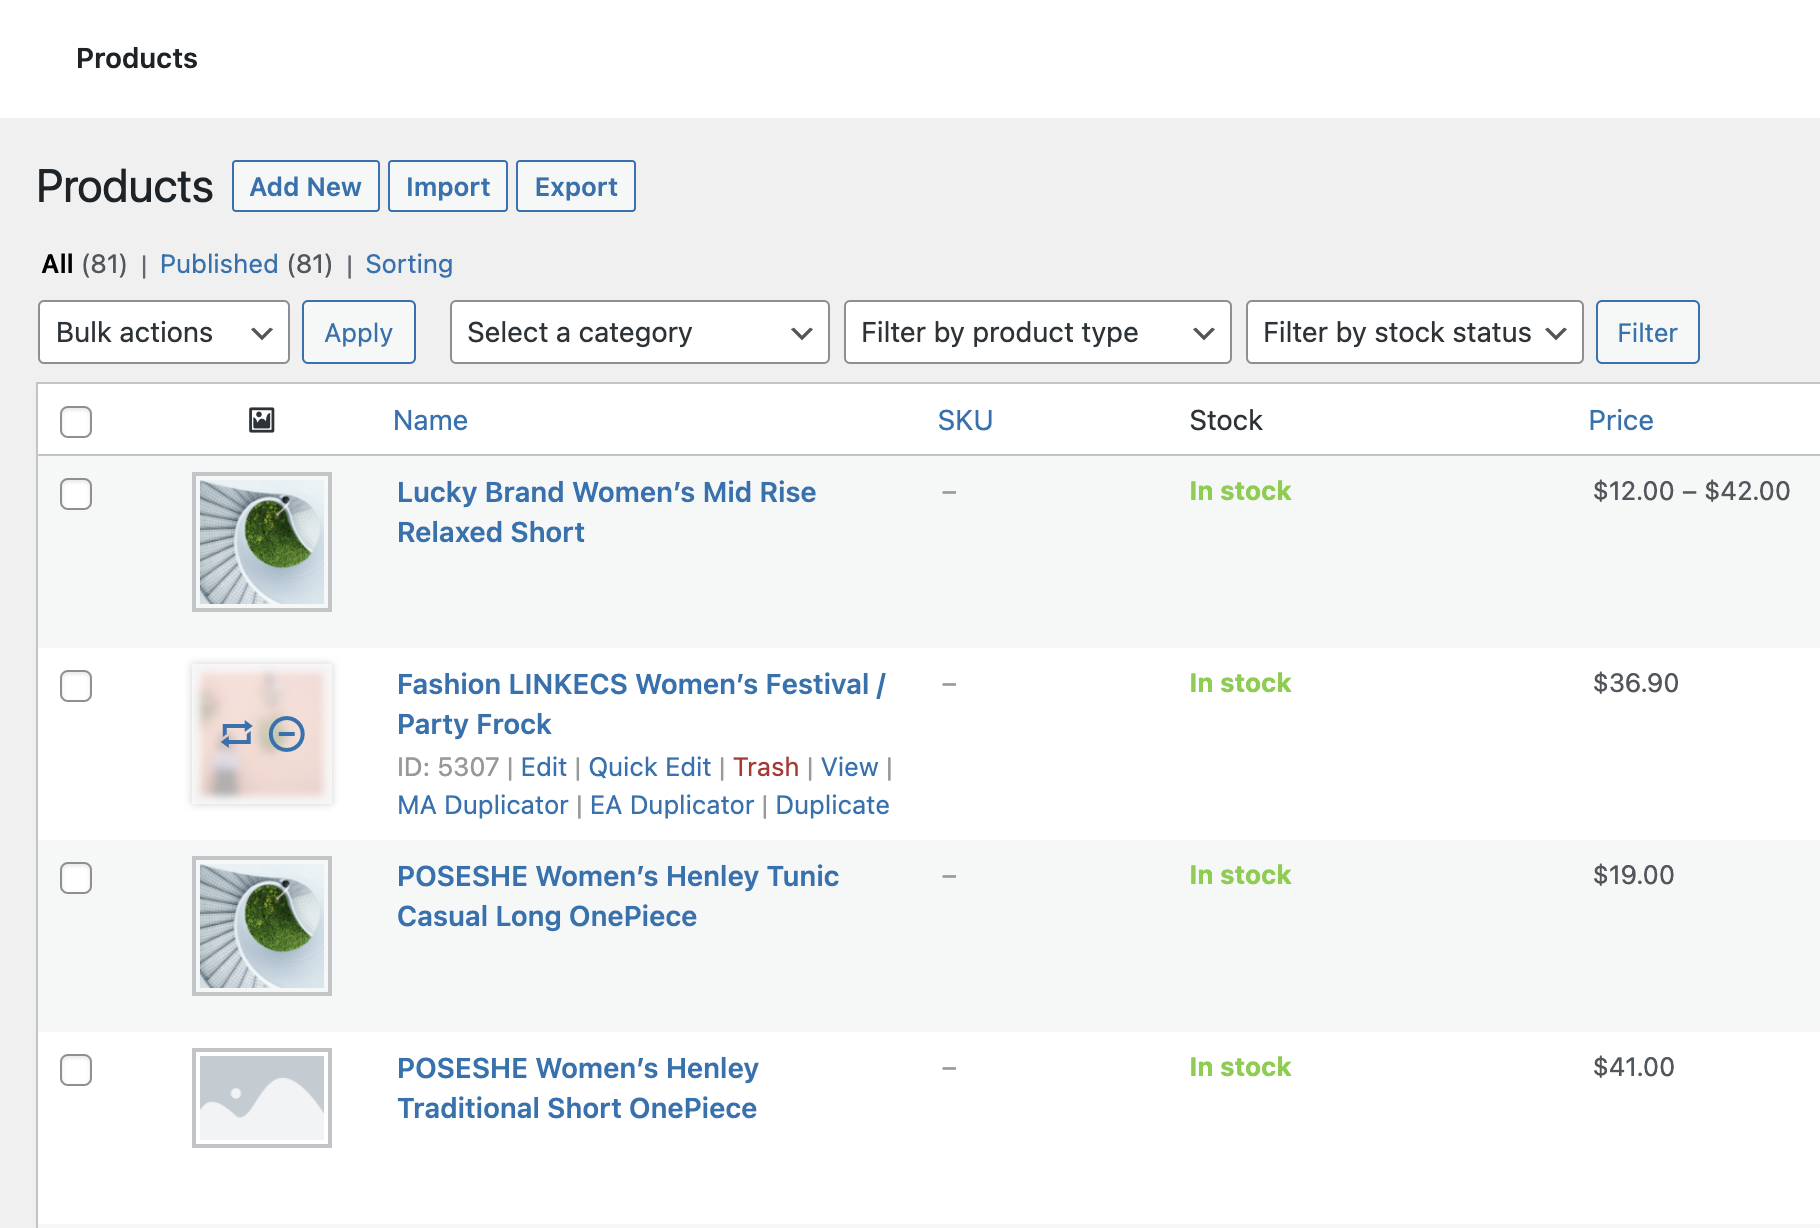 Products
Products Add New Import Export
All (81) | Published (81) | Sorting
Bulk actions Apply Select a category Filter by product type Filter by stock status Filter
Name SKU Stock Price
Lucky Brand Women’s Mid Rise – In stock $12.00 – $42.00
Relaxed Short
Fashion LINKECS Women’s Festival / – In stock $36.90
Party Frock
ID: 5307 | Edit | Quick Edit | Trash | View |
MA Duplicator | EA Duplicator | Duplicate
POSESHE Women’s Henley Tunic – In stock $19.00
Casual Long OnePiece
POSESHE Women’s Henley – In stock $41.00
Traditional Short OnePiece